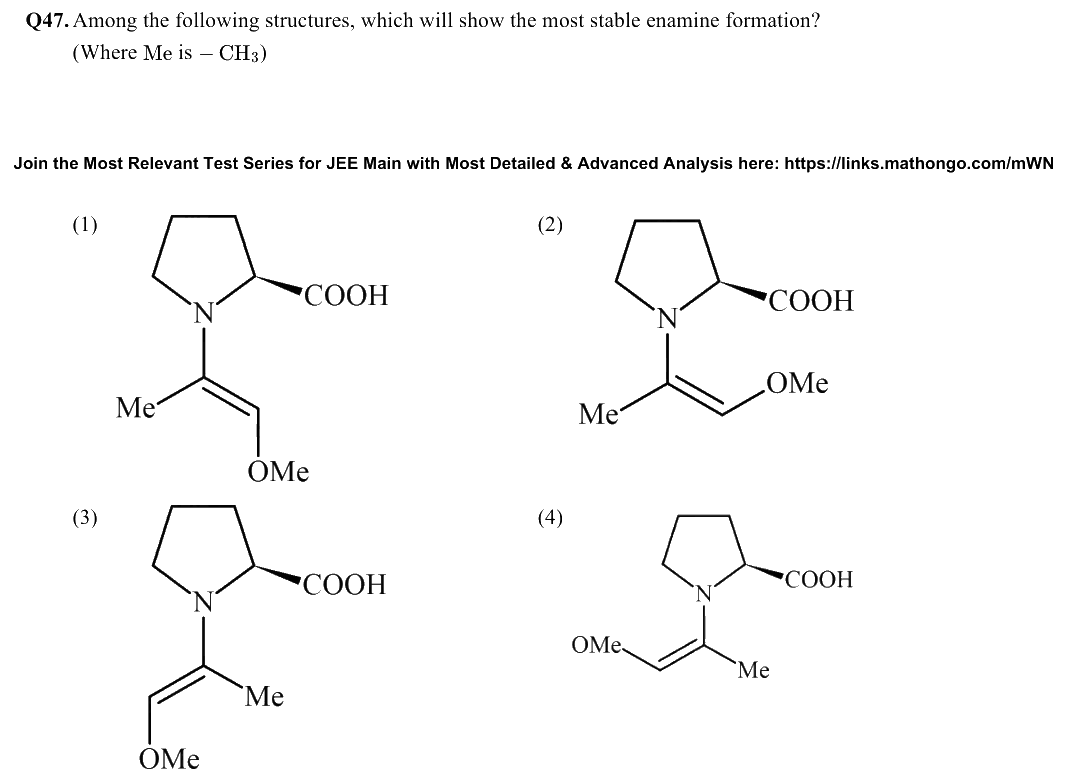 Q47. Among the following structures, which will show the most stable enamine formation?
(Where Me is – CH3)
Join the Most Relevant Test Series for JEE Main with Most Detailed & Advanced Analysis here: https://links.mathongo.com/mWN
(1)
COOH
N
Me
OMe
(2)
COOH
N
OMe
Me
(3)
COOH
N
Me
OMe
(4)
COOH
N
OMe
Me